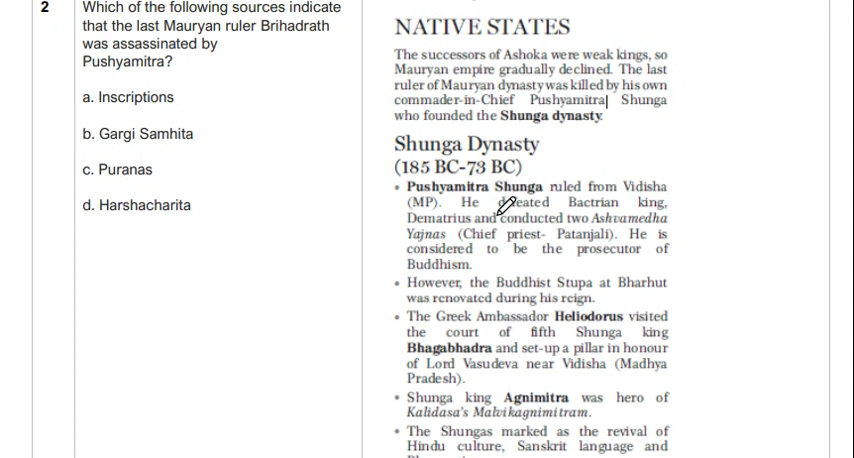 2
Which of the following sources indicate
that the last Mauryan ruler Brihadrath
was assassinated by
Pushyamitra?
a. Inscriptions
b. Gargi Samhita
c. Puranas
d. Harshacharita
NATIVE STATES
The successors of Ashoka were weak kings, so
Mauryan empire gradually declined. The last
ruler of Mauryan dynasty was killed by his own
commader-in-Chief Pushyamitra Shunga
who founded the Shunga dynasty.
Shunga Dynasty
(185 BC-73 BC)
• Pushyamitra Shunga ruled from Vidisha
(MP). He defeated Bactrian king,
Dematrius and conducted two Ashvamedha
Yajnas (Chief priest- Patanjali). He is
considered to be the prosecutor of
Buddhism.
• However, the Buddhist Stupa at Bharhut
was renovated during his reign.
• The Greek Ambassador Heliodorus visited
the court of fifth Shunga king
Bhagabhadra and set-up a pillar in honour
of Lord Vasudeva near Vidisha (Madhya
Pradesh).
• Shunga king Agnimitra was hero of
Kalidasa's Malvikagnimitram.
• The Shungas marked as the revival of
Hindu culture, Sanskrit language and